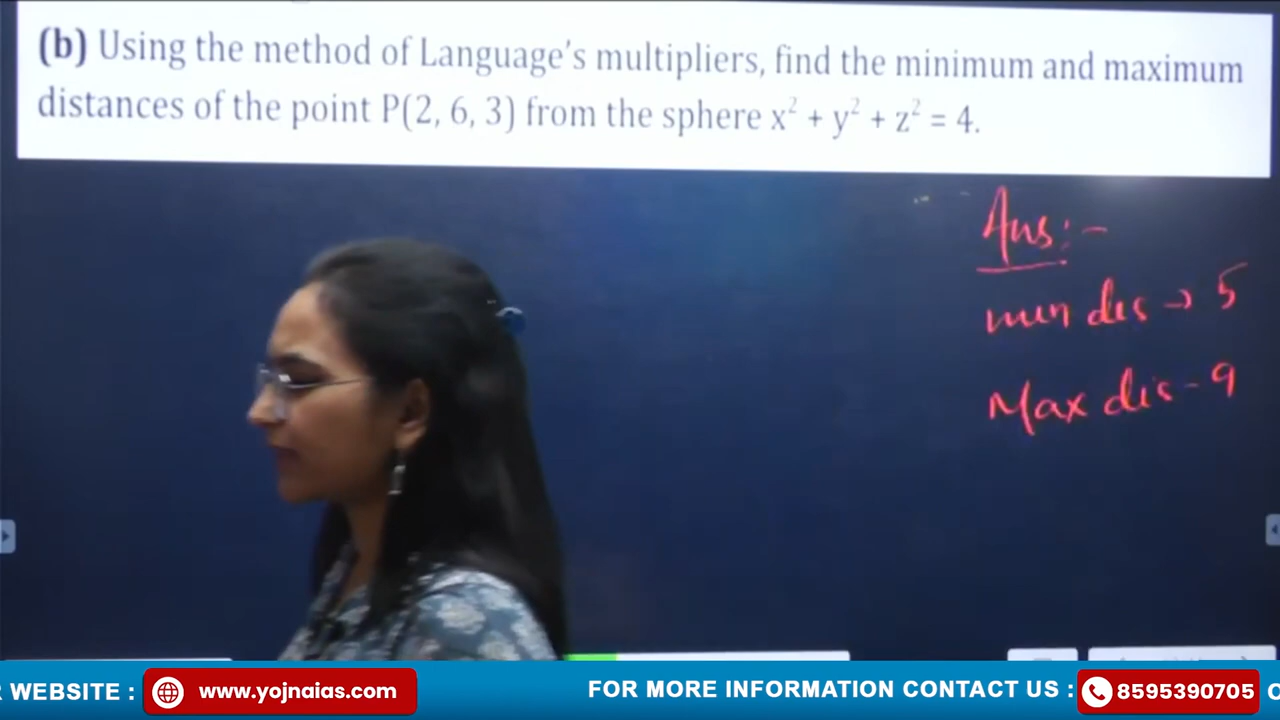 (b) Using the method of Language's multipliers, find the minimum and maximum
distances of the point P(2, 6, 3) from the sphere x² + y² + z² = 4.
Ans:-
min dis → 5
Max dis - 9
R WEBSITE :
www.yojnaias.com
FOR MORE INFORMATION CONTACT US :
8595390705